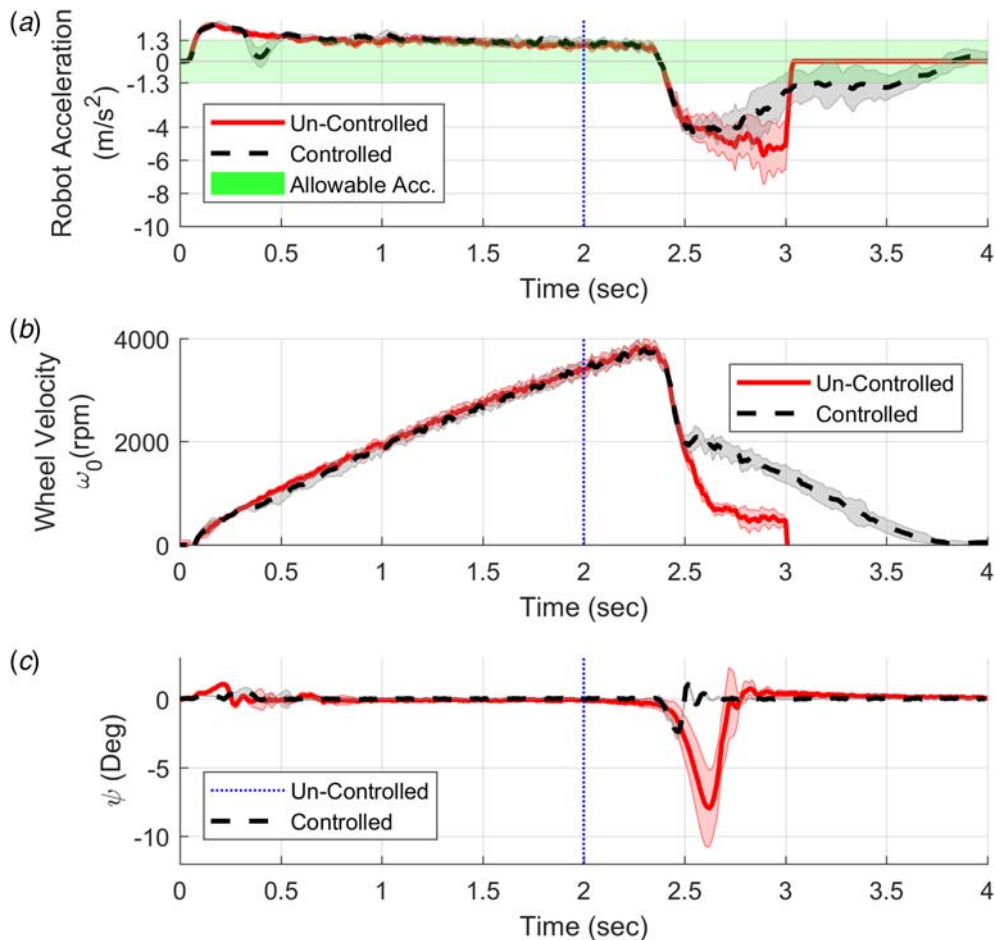 (a)
Robot Acceleration
(m/s²)
1.3
0
-1.3
-4
-6
-8
-10
Un-Controlled
Controlled
Allowable Acc.
0 0.5 1 1.5 2 2.5 3 3.5 4
Time (sec)
(b)
Wheel Velocity
ω₀(rpm)
4000
2000
0
Un-Controlled
Controlled
0 0.5 1 1.5 2 2.5 3 3.5 4
Time (sec)
(c)
ψ (Deg)
0
-5
-10
Un-Controlled
Controlled
0 0.5 1 1.5 2 2.5 3 3.5 4
Time (sec)